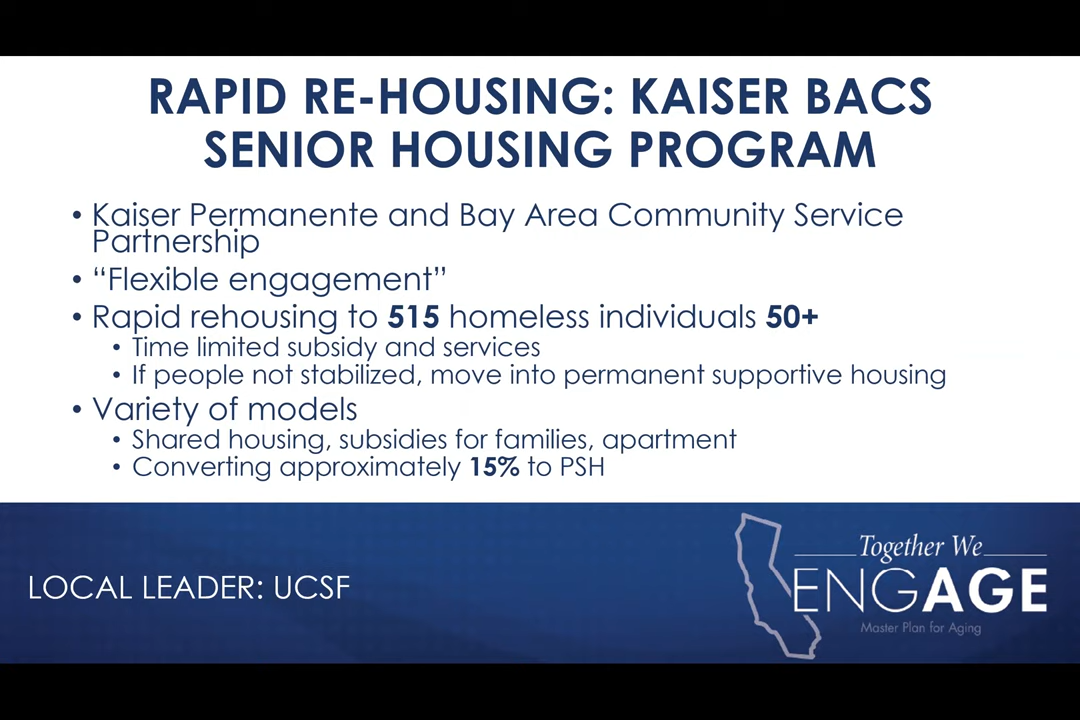 RAPID RE-HOUSING: KAISER BACS
SENIOR HOUSING PROGRAM
• Kaiser Permanente and Bay Area Community Service
Partnership
• “Flexible engagement”
• Rapid rehousing to 515 homeless individuals 50+
• Time limited subsidy and services
• If people not stabilized, move into permanent supportive housing
• Variety of models
• Shared housing, subsidies for families, apartment
• Converting approximately 15% to PSH
LOCAL LEADER: UCSF
Together We
ENGAGE
Master Plan for Aging